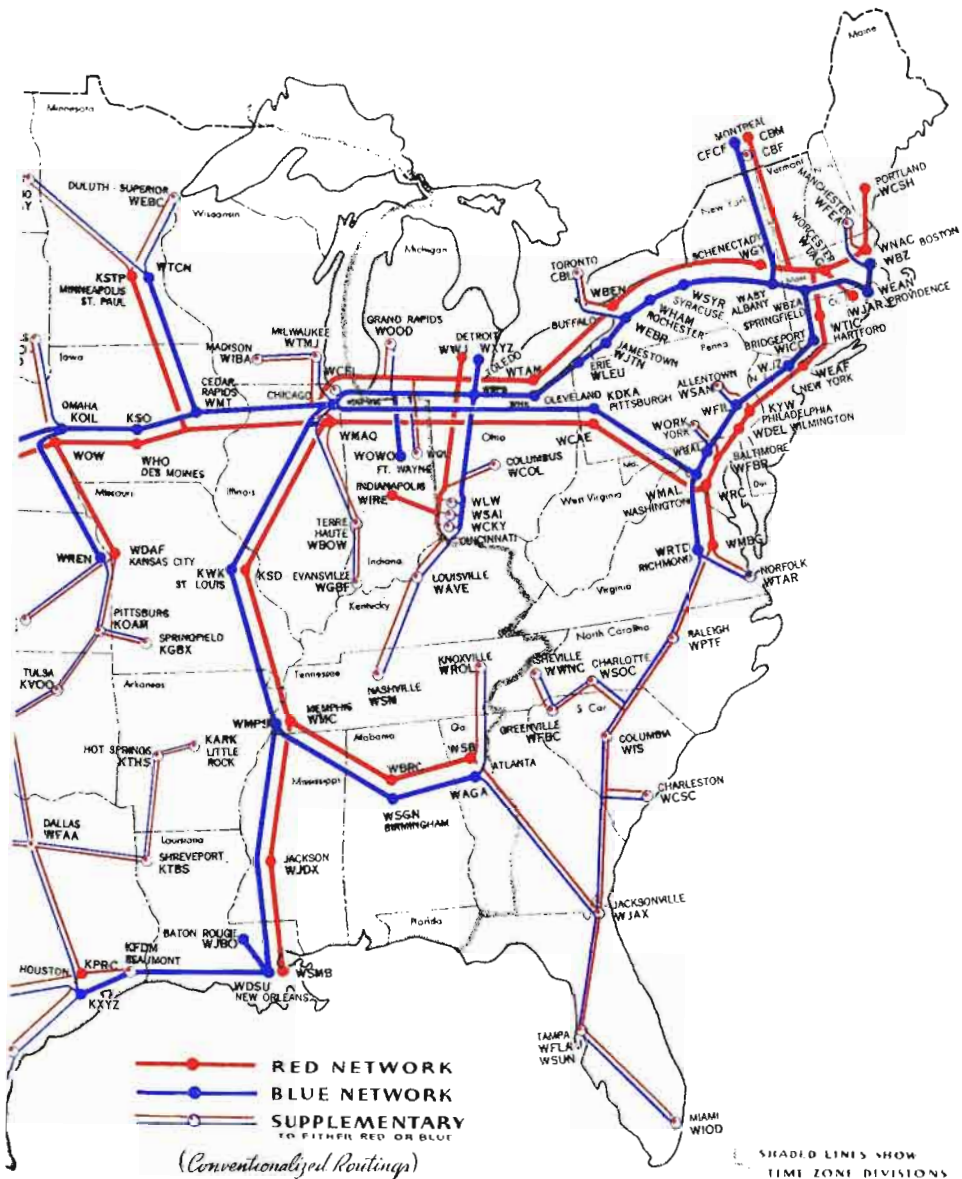 Maine
Minnesota
MONTREAL
CBM
CFCF
CBF
Vermont
N
PORTLAND
WCSH
MANCHESTER
WFEA
DULUTH - SUPERIOR
WEBC
Wisconsin
New York
WORCESTER
WTAG
WNAC BOSTON
WBZ
Michigan
SCHENECTADY
WGY
TORONTO
CBL
WTCN
KSTP
MINNEAPOLIS
ST. PAUL
WBEN
WSYR
SYRACUSE
WABY
ALBANY
Mass
WBZA
SPRINGFIELD
WEAN
WJAR PROVIDENCE
BUFFALO
WHAM
ROCHESTER
WEBR
WTIC
HARTFORD
BRIDGEPORT
WICC
GRAND RAPIDS
WOOD
DETROIT
WWJ
WXYZ
MILWAUKEE
WTMJ
MADISON
WIBA
Iowa
WCFL
TOLEDO
WTAM
JAMESTOWN
WJTN
ERIE
WLEU
Penna
WJZ
WEAF
NEW YORK
ALLENTOWN
WSAN
CEDAR
RAPIDS
WMT
CHICAGO
CLEVELAND
KDKA
PITTSBURGH
WFIL
KYW
PHILADELPHIA
WDEL WILMINGTON
OMAHA
KOIL
KSO
WORK
YORK
WBAL
BALTIMORE
WFBR
Del
WOW
WHO
DES MOINES
WMAQ
WOWO
FT. WAYNE
Ohio
WCAE
Md.
COLUMBUS
WCOL
West Virginia
WMAL
WASHINGTON
WRC
Missouri
Illinois
INDIANAPOLIS
WIRE
WLW
WSAI
WCKY
CINCINNATI
TERRE
HAUTE
WBOW
WRTD
RICHMOND
WMBG
WREN
WDAF
KANSAS CITY
KWK
ST LOUIS
KSD
EVANSVILLE
WGBF
Indiana
LOUISVILLE
WAVE
Kentucky
Virginia
NORFOLK
WTAR
PITTSBURG
KOAM
SPRINGFIELD
KGBX
North Carolina
RALEIGH
WPTF
TULSA
KVOO
Arkansas
Tennessee
KNOXVILLE
WROL
NASHVILLE
WSM
ASHEVILLE
WWNC
CHARLOTTE
WSOC
S Car
GREENVILLE
WFBC
MEMPHIS
WMC
WMPS
Alabama
Ga
WSB
ATLANTA
COLUMBIA
WIS
HOT SPRINGS
KTHS
KARK
LITTLE
ROCK
Mississippi
WBRC
WAGA
WSGN
BIRMINGHAM
CHARLESTON
WCSC
DALLAS
WFAA
Louisiana
SHREVEPORT
KTBS
JACKSON
WJDX
JACKSONVILLE
WJAX
Florida
BATON ROUGE
WJBO
KFDM
BEAUMONT
HOUSTON
KPRC
KXYZ
WSMB
WDSU
NEW ORLEANS
TAMPA
WFLA
WSUN
MIAMI
WIOD
RED NETWORK
BLUE NETWORK
SUPPLEMENTARY
TO EITHER RED OR BLUE
(Conventionalized Routings)
SHADED LINES SHOW
TIME ZONE DIVISIONS